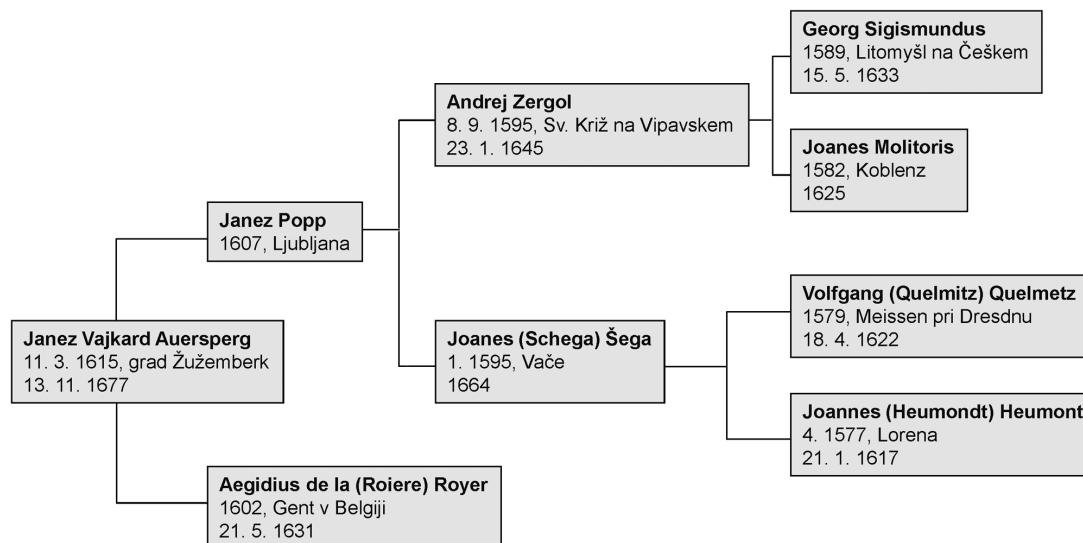 Georg Sigismundus
1589, Litomyšl na Češkem
15. 5. 1633
Andrej Zergol
8. 9. 1595, Sv. Križ na Vipavskem
23. 1. 1645
Joanes Molitoris
1582, Koblenz
1625
Janez Popp
1607, Ljubljana
Volfgang (Quelmitz) Quelmetz
1579, Meissen pri Dresdnu
18. 4. 1622
Janez Vajkard Auersperg
11. 3. 1615, grad Žužemberk
13. 11. 1677
Joanes (Schega) Šega
1. 1595, Vače
1664
Joannes (Heumondt) Heumont
4. 1577, Lorena
21. 1. 1617
Aegidius de la (Roiere) Royer
1602, Gent v Belgiji
21. 5. 1631